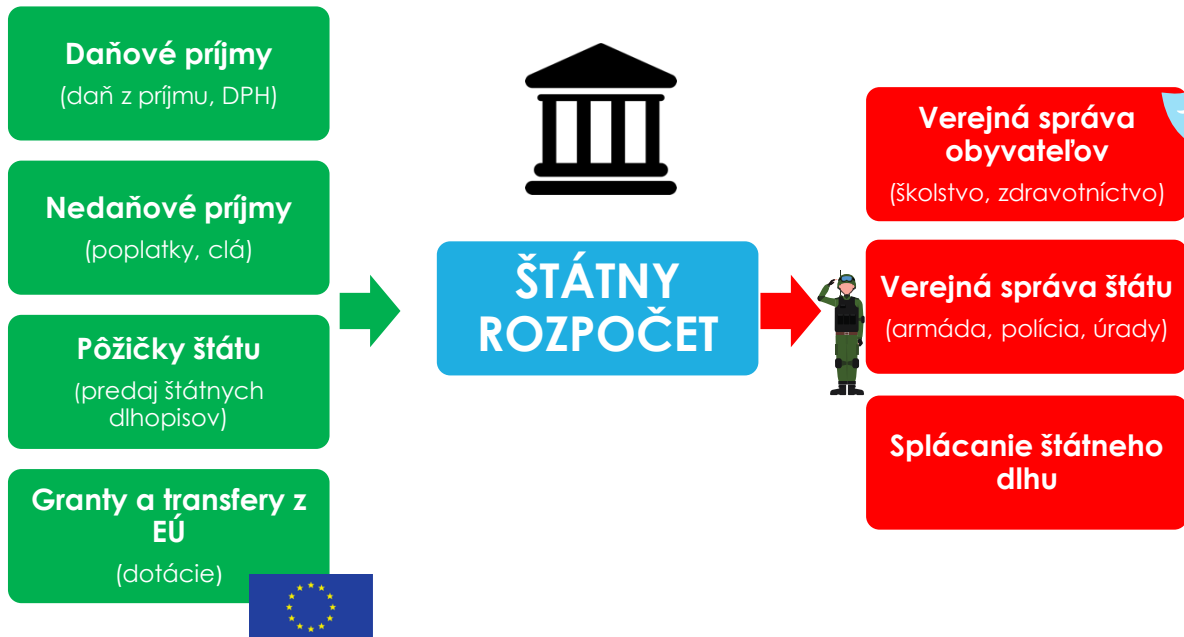 Daňové príjmy
(daň z príjmu, DPH)
Nedaňové príjmy
(poplatky, clá)
Pôžičky štátu
(predaj štátnych
dlhopisov)
Granty a transfery z
EÚ
(dotácie)
ŠTÁTNY
ROZPOČET
Verejná správa
obyvateľov
(školstvo, zdravotníctvo)
Verejná správa štátu
(armáda, polícia, úrady)
Splácanie štátneho
dlhu